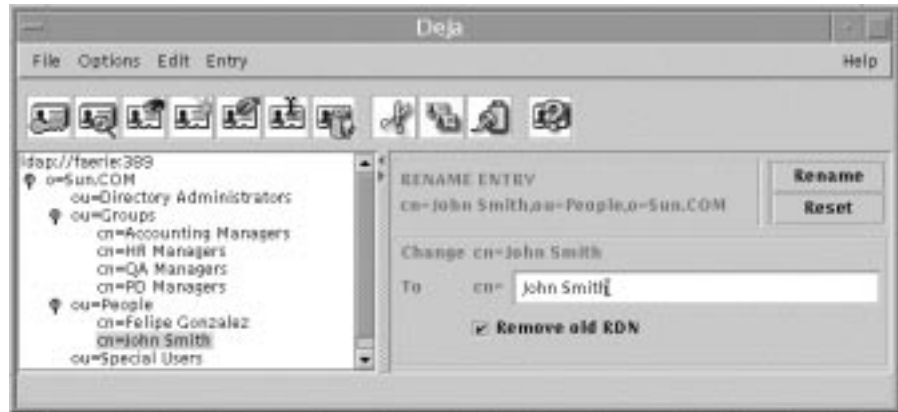 Deja
File Options Edit Entry Help
ldap://faerie:389
o=Sun.COM
ou=Directory Administrators
ou=Groups
cn=Accounting Managers
cn=HR Managers
cn=QA Managers
cn=PD Managers
ou=People
cn=Felipe Gonzalez
cn=John Smith
ou=Special Users
RENAME ENTRY
cn=John Smith,ou=People,o=Sun.COM
Rename
Reset
Change cn=John Smith
To cn= John Smith
Remove old RDN